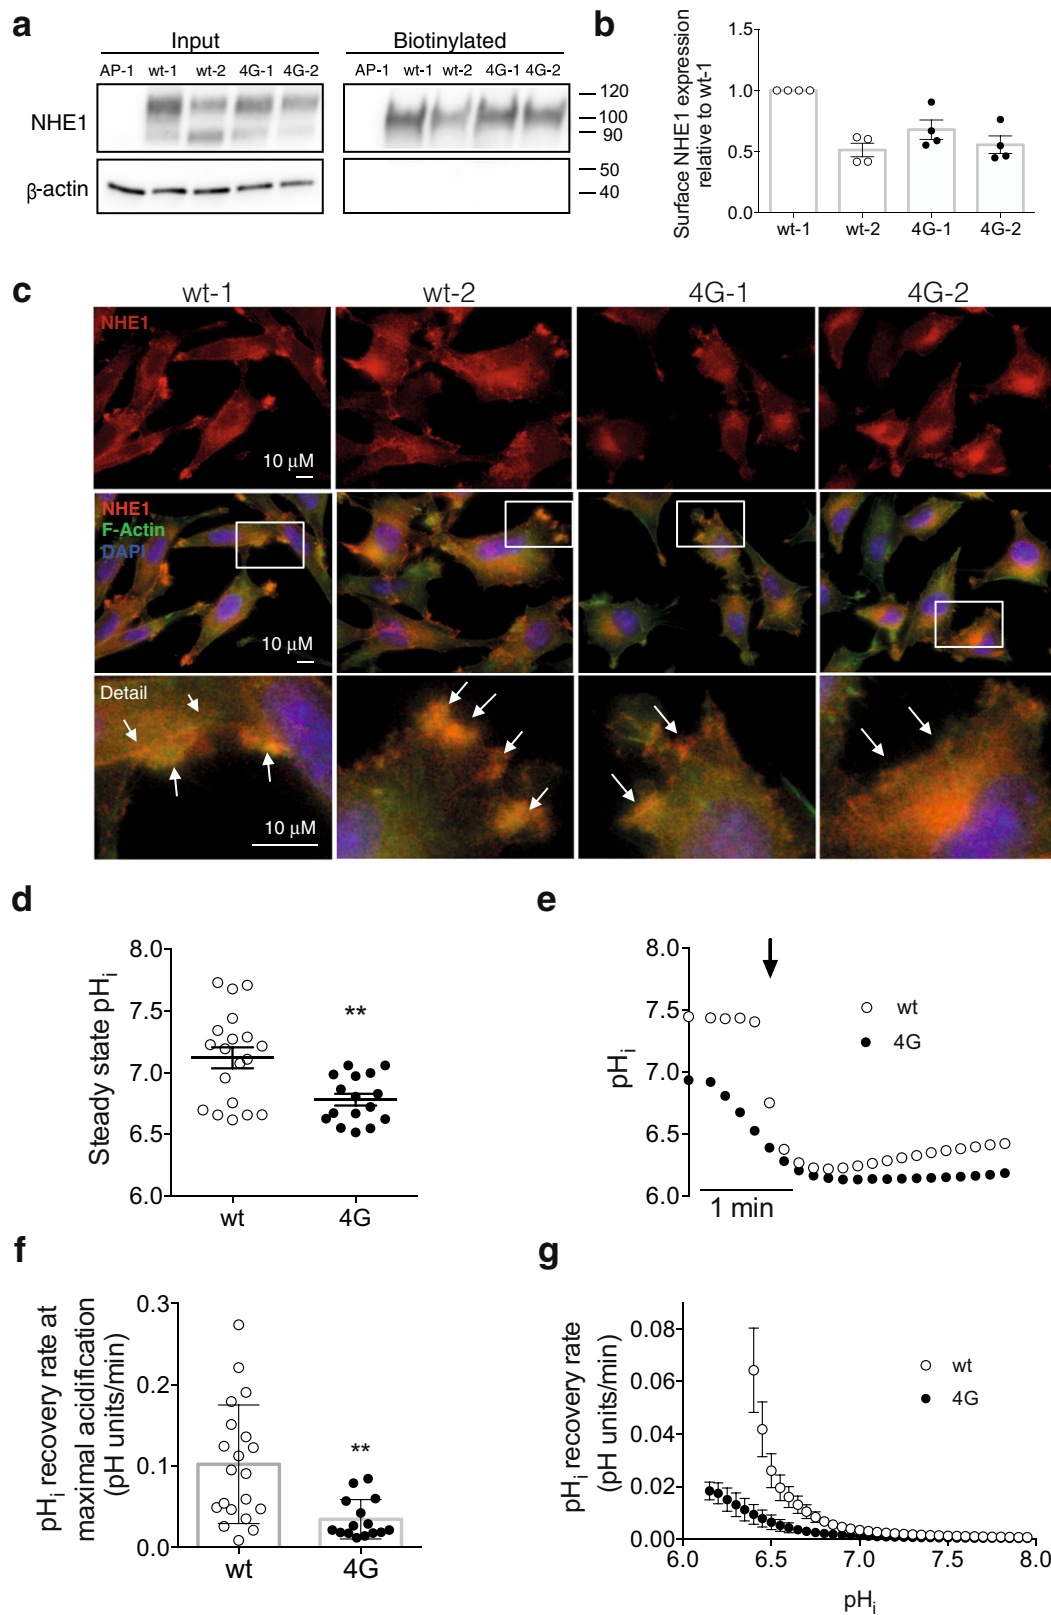 a
Input
Biotinylated
AP-1 wt-1 wt-2 4G-1 4G-2
AP-1 wt-1 wt-2 4G-1 4G-2
NHE1
120
100
90
β-actin
50
40
b
Surface NHE1 expression
relative to wt-1
1.5
1.0
0.5
0.0
wt-1 wt-2 4G-1 4G-2
c
wt-1 wt-2 4G-1 4G-2
NHE1
10 μM
NHE1
F-Actin
DAPI
10 μM
Detail
10 μM
d
Steady state pHi
8.0
7.5
7.0
6.5
6.0
**
wt 4G
e
pHi
8.0
7.5
7.0
6.5
6.0
wt
4G
1 min
f
pHi recovery rate at
maximal acidification
(pH units/min)
0.3
0.2
0.1
0.0
**
wt 4G
g
pHi recovery rate
(pH units/min)
0.08
0.06
0.04
0.02
0.00
wt
4G
6.0 6.5 7.0 7.5 8.0
pHi